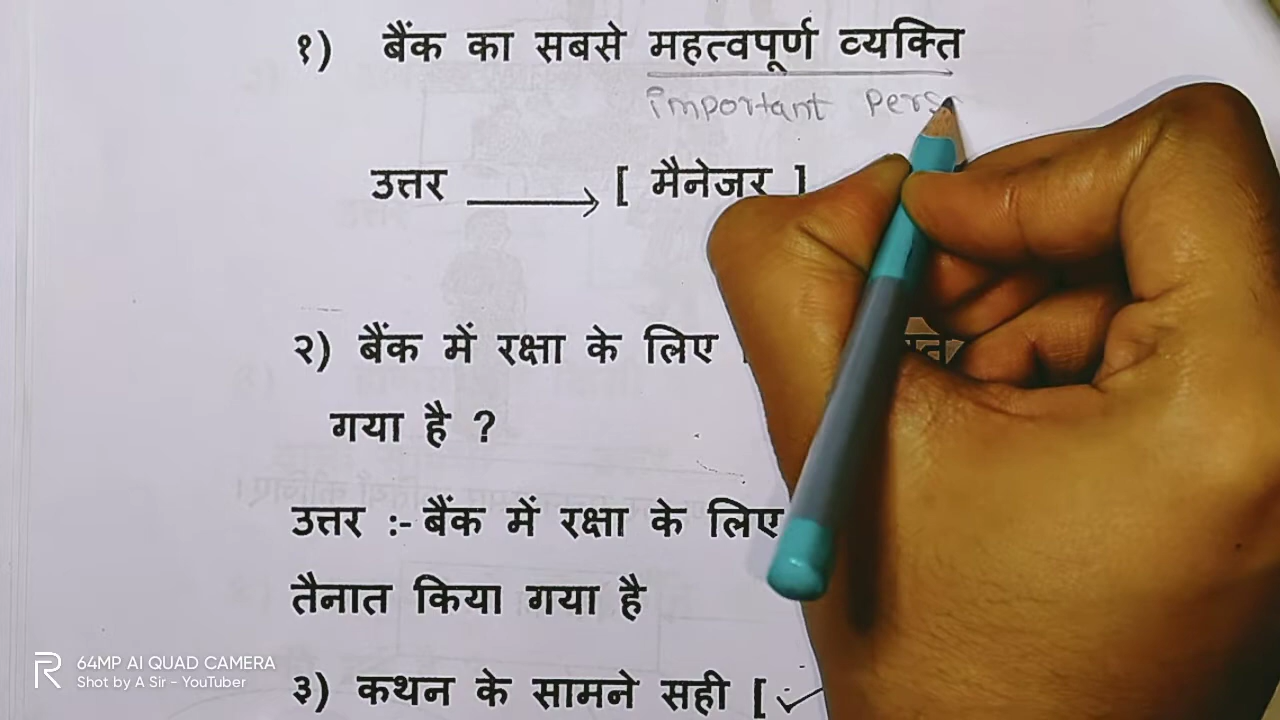 १) बैंक का सबसे महत्वपूर्ण व्यक्ति
important pers
उत्तर [ मैनेजर ]
२) बैंक में रक्षा के लिए
गया है ?
उत्तर :- बैंक में रक्षा के लिए
तैनात किया गया है
३) कथन के सामने सही [ ✓
64MP AI QUAD CAMERA
Shot by A Sir - YouTuber